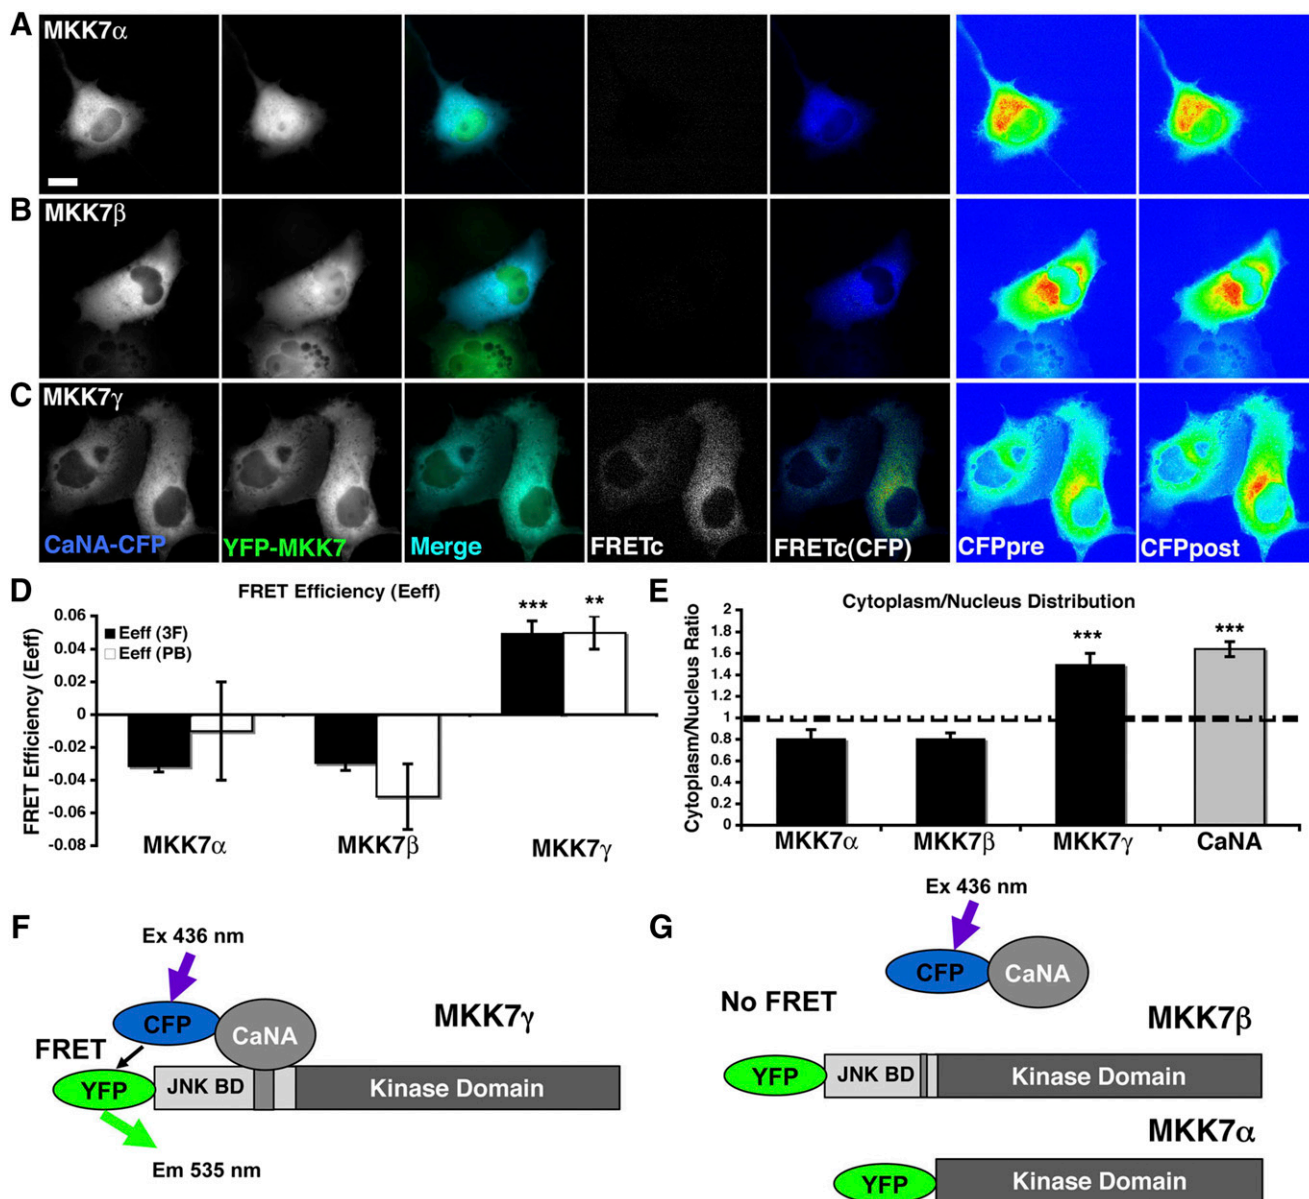 A
MKK7α
B
MKK7β
C
MKK7γ
CaNA-CFP
YFP-MKK7
Merge
FRETc
FRETc(CFP)
CFPpre
CFPpost
D
FRET Efficiency (Eeff)
FRET Efficiency (Eeff)
0.06
0.04
0.02
0
-0.02
-0.04
-0.06
-0.08
Eeff (3F)
Eeff (PB)
***
**
MKK7α
MKK7β
MKK7γ
E
Cytoplasm/Nucleus Distribution
Cytoplasm/Nucleus Ratio
2
1.8
1.6
1.4
1.2
1
0.8
0.6
0.4
0.2
0
***
***
MKK7α
MKK7β
MKK7γ
CaNA
F
Ex 436 nm
CFP
CaNA
MKK7γ
FRET
YFP
JNK BD
Kinase Domain
Em 535 nm
G
Ex 436 nm
CFP
CaNA
No FRET
MKK7β
YFP
JNK BD
Kinase Domain
MKK7α
YFP
Kinase Domain